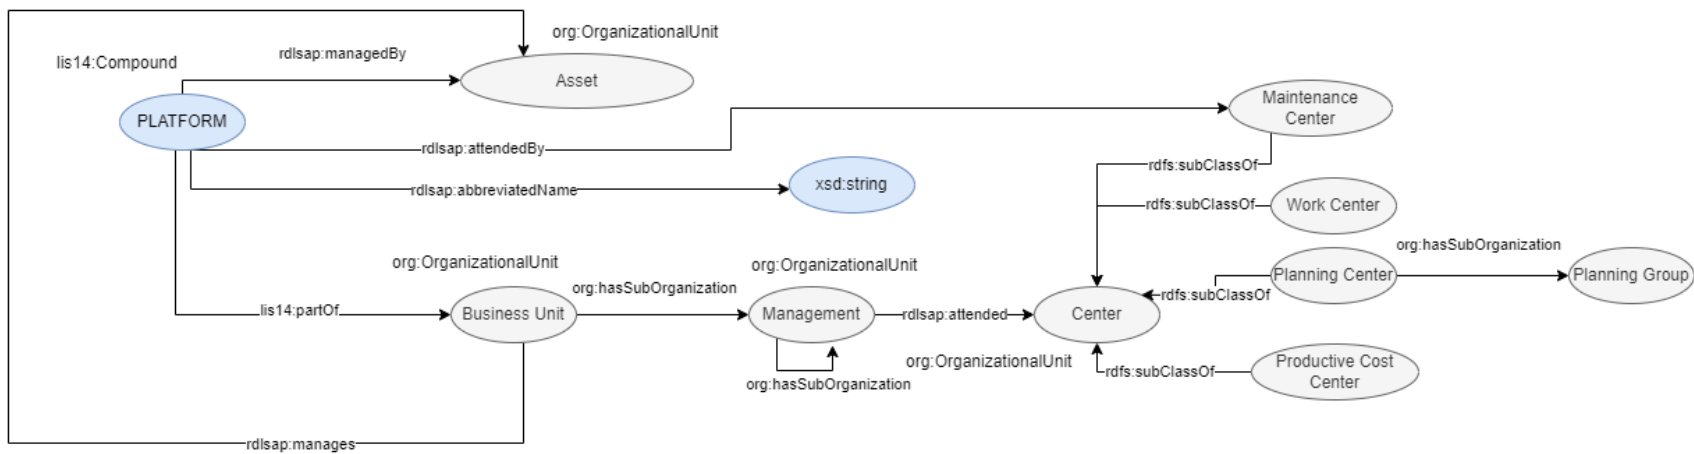 org:OrganizationalUnit
rdlsap:managedBy
lis14:Compound
Asset
Maintenance
Center
PLATFORM
rdlsap:attendedBy
rdfs:subClassOf
rdlsap:abbreviatedName
xsd:string
rdfs:subClassOf
Work Center
org:hasSubOrganization
org:OrganizationalUnit
org:OrganizationalUnit
Planning Center
Planning Group
org:hasSubOrganization
rdfs:subClassOf
lis14:partOf
Business Unit
Management
rdlsap:attended
Center
org:OrganizationalUnit
rdfs:subClassOf
Productive Cost
Center
org:hasSubOrganization
rdlsap:manages